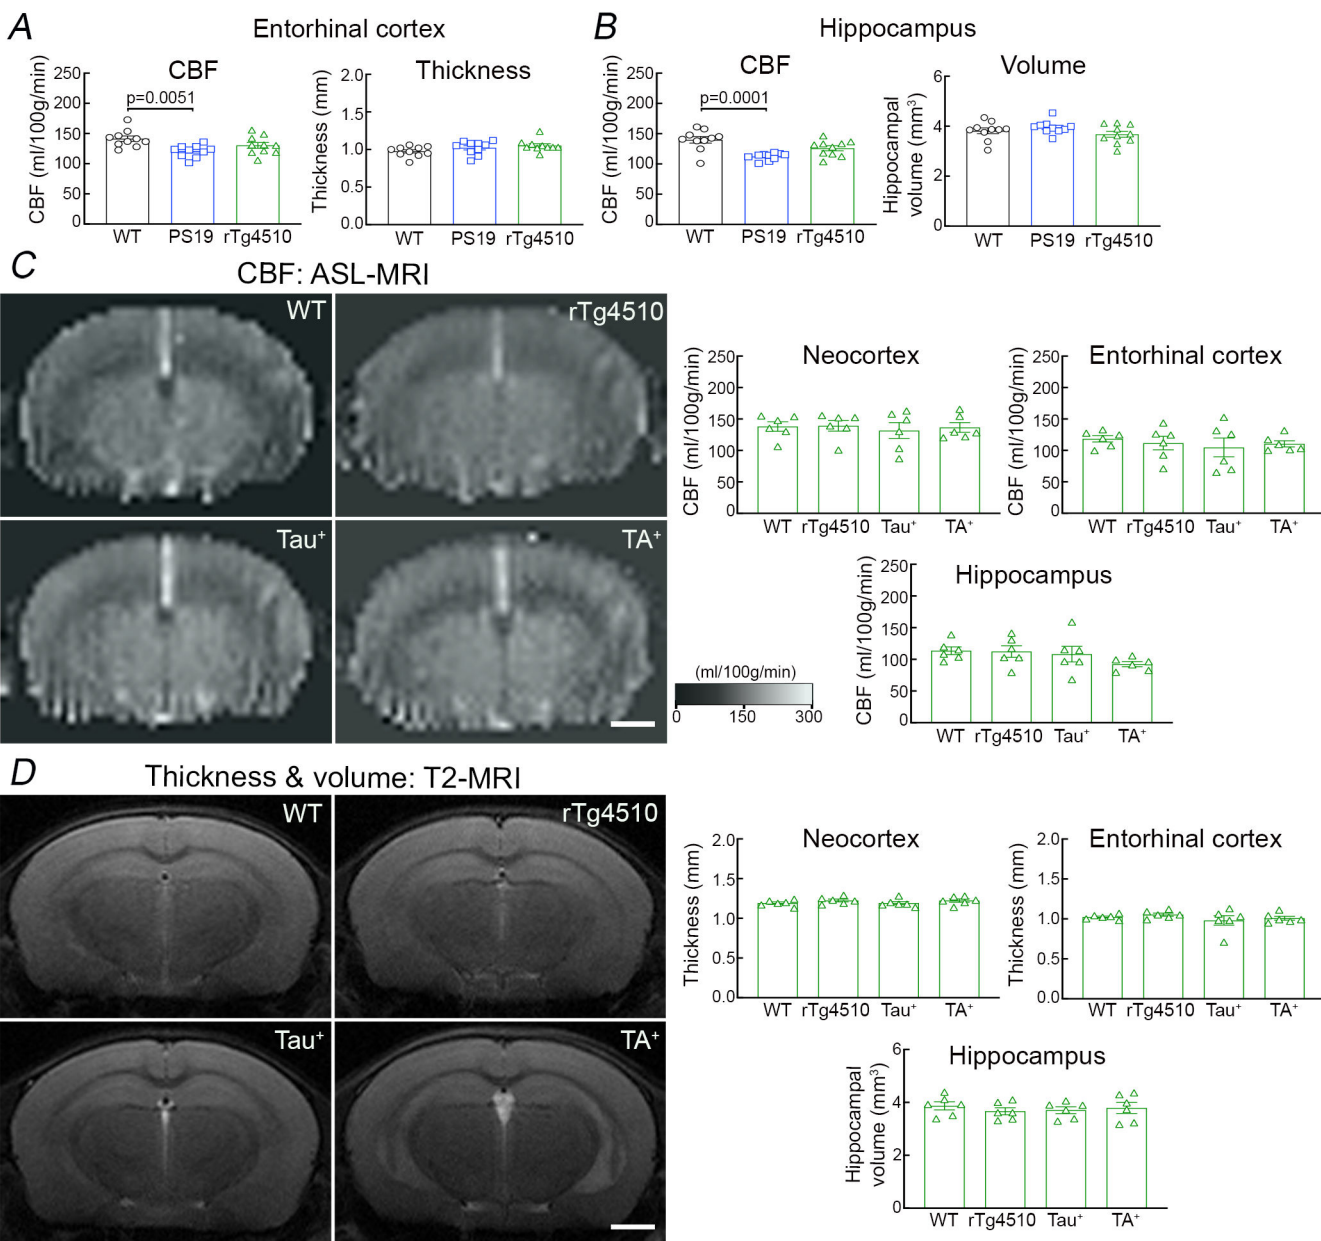 A
Entorhinal cortex
CBF
CBF (ml/100g/min)
250
200
150
100
50
0
p=0.0051
WT PS19 rTg4510
Thickness
Thickness (mm)
2.0
1.5
1.0
0.5
0.0
WT PS19 rTg4510
B
Hippocampus
CBF
CBF (ml/100g/min)
250
200
150
100
50
0
p=0.0001
WT PS19 rTg4510
Volume
Hippocampal
volume (mm³)
6
4
2
0
WT PS19 rTg4510
C
CBF: ASL-MRI
WT
rTg4510
Tau⁺
TA⁺
(ml/100g/min)
0 150 300
Neocortex
CBF (ml/100g/min)
250
200
150
100
50
0
WT rTg4510 Tau⁺ TA⁺
Entorhinal cortex
CBF (ml/100g/min)
250
200
150
100
50
0
WT rTg4510 Tau⁺ TA⁺
Hippocampus
CBF (ml/100g/min)
250
200
150
100
50
0
WT rTg4510 Tau⁺ TA⁺
D
Thickness & volume: T2-MRI
WT
rTg4510
Tau⁺
TA⁺
Neocortex
Thickness (mm)
2.0
1.5
1.0
0.5
0.0
WT rTg4510 Tau⁺ TA⁺
Entorhinal cortex
Thickness (mm)
2.0
1.5
1.0
0.5
0.0
WT rTg4510 Tau⁺ TA⁺
Hippocampus
Hippocampal
volume (mm³)
6
4
2
0
WT rTg4510 Tau⁺ TA⁺